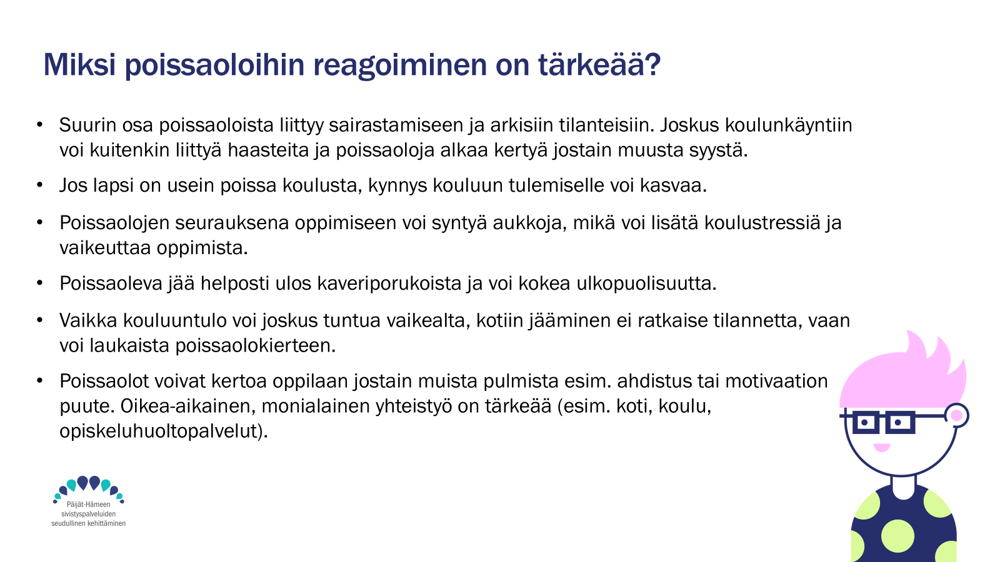 Miksi poissaoloihin reagoiminen on tärkeää?
• Suurin osa poissaoloista liittyy sairastamiseen ja arkisiin tilanteisiin. Joskus koulunkäyntiin
voi kuitenkin liittyä haasteita ja poissaoloja alkaa kertyä jostain muusta syystä.
• Jos lapsi on usein poissa koulusta, kynnys kouluun tulemiselle voi kasvaa.
• Poissaolojen seurauksena oppimiseen voi syntyä aukkoja, mikä voi lisätä koulustressiä ja
vaikeuttaa oppimista.
• Poissaoleva jää helposti ulos kaveriporukoista ja voi kokea ulkopuolisuutta.
• Vaikka kouluuntulo voi joskus tuntua vaikealta, kotiin jääminen ei ratkaise tilannetta, vaan
voi laukaista poissaolokierteen.
• Poissaolot voivat kertoa oppilaan jostain muista pulmista esim. ahdistus tai motivaation
puute. Oikea-aikainen, monialainen yhteistyö on tärkeää (esim. koti, koulu,
opiskeluhuoltopalvelut).
Päijät-Hämeen
sivistyspalveluiden
seudullinen kehittäminen